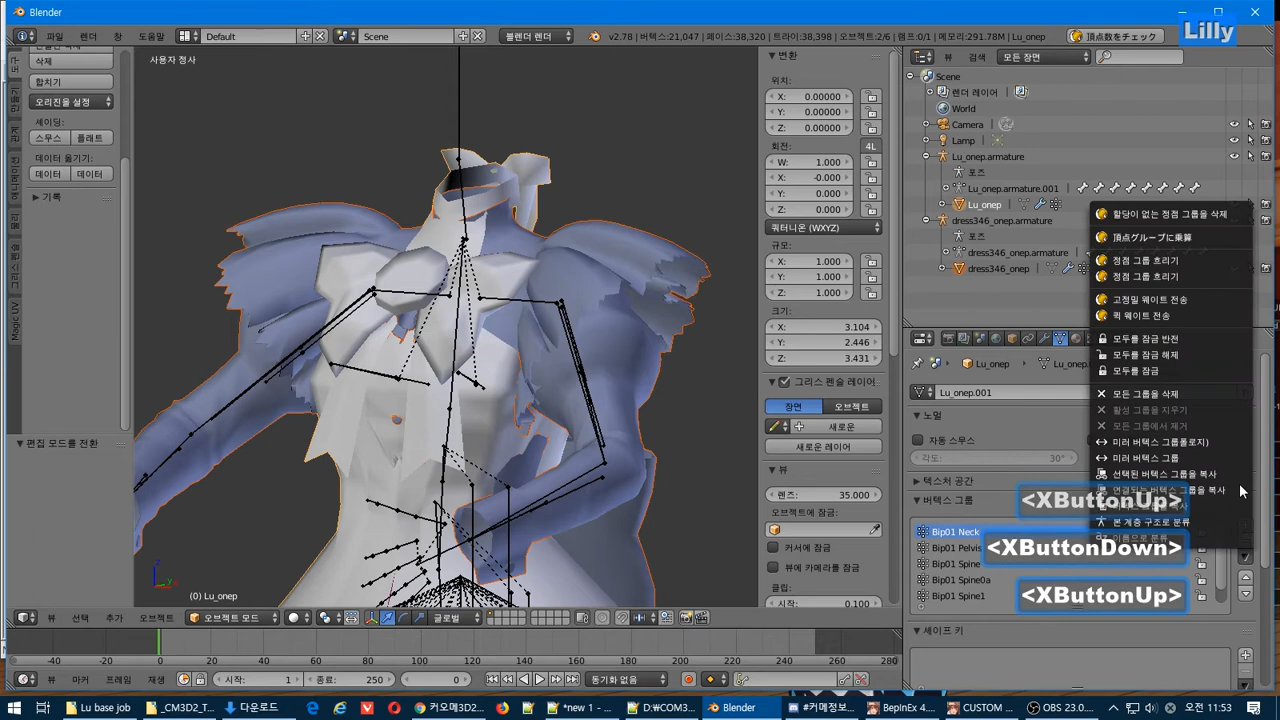 Blender
렌더 창 도움말 Default Scene 블렌더 렌더 v2.78 | 버텍스:21,047 | 페이스:38,320 | 트라이:38,398 | 오브젝트:2/6 | 램프:0/1 | 메모리:291.78M | Lu_onep 頂点数をチェック
Lilly
삭제
합치기
오리진을 설정
셰이딩:
스무스 플래트
데이터 옮기기:
데이터 데이터
▶ 기록
▼ 편집 모드를 전환
Magic UV
사용자 정사
(0) Lu_onep
▼ 변환
위치:
X: 0.00000
Y: 0.00000
Z: 0.00000
회전: 4L
W: 1.000
X: -0.000
Y: 0.000
Z: 0.000
쿼터니온 (WXYZ)
규모:
X: 1.000
Y: 1.000
Z: 1.000
크기:
X: 3.104
Y: 2.446
Z: 3.431
▼ 그리스 펜슬 레이어
장면 오브젝트
새로운
새로운 레이어
▼ 뷰
렌즈: 35.000
오브젝트에 잠금:
커서에 잠금
뷰에 카메라를 잠금
클립:
시작: 0.100
뷰 검색 모든 장면
Scene
렌더 레이어
World
Camera
Lamp
Lu_onep.armature
포즈
Lu_onep.armature.001
Lu_onep
dress346_onep.armature
포즈
dress346_onep.armature
dress346_onep
할당이 없는 정점 그룹을 삭제
頂点グループに乗算
정점 그룹 흐리기
정점 그룹 흐리기
고정밀 웨이트 전송
퀵 웨이트 전송
모두를 잠금 반전
모두를 잠금 해제
모두를 잠금
모든 그룹을 삭제
활성 그룹을 지우기
모든 그룹에서 제거
미러 버텍스 그룹폴로지)
미러 버텍스 그룹
선택된 버텍스 그룹을 복사
연결되는 버텍스 그룹을 복사
본 계층 구조로 분류
이름으로 분류
Lu_onep
Lu_onep.001
▼ 노멀
자동 스무스
각도: 30°
▶ 텍스처 공간
▼ 버텍스 그룹
Bip01 Neck
Bip01 Pelvis
Bip01 Spine
Bip01 Spine0a
Bip01 Spine1
▼ 셰이프 키
<XButtonUp>
<XButtonDown>
<XButtonUp>
뷰 선택 추가 오브젝트 오브젝트 모드 글로벌
-40 -20 0 20 40 60 80 100 120 140 160 180 200 220 240 260 280
뷰 마커 프레임 재생 시작: 1 종료: 250 0 동기화 없음
Lu base job _CM3D2_T... 다운로드 커오메3D2... *new 1 - ... D:₩COM3... Blender #커메정보... BepInEx 4... CUSTOM ... OBS 23.0.... 오전 11:53